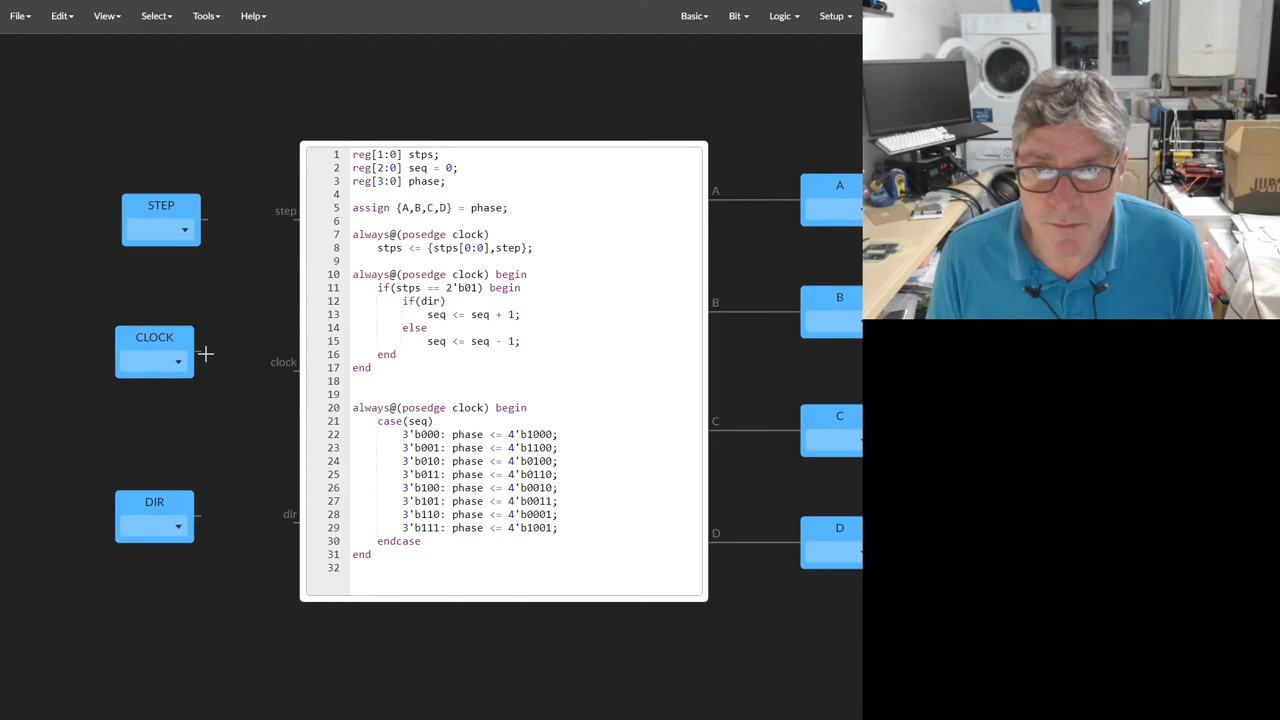 File Edit View Select Tools Help Basic Bit Logic Setup
STEP
CLOCK
DIR
step
clock
dir
1 reg[1:0] stps;
2 reg[2:0] seq = 0;
3 reg[3:0] phase;
4
5 assign {A,B,C,D} = phase;
6
7 always@(posedge clock)
8 stps <= {stps[0:0],step};
9
10 always@(posedge clock) begin
11 if(stps == 2'b01) begin
12 if(dir)
13 seq <= seq + 1;
14 else
15 seq <= seq - 1;
16 end
17 end
18
19
20 always@(posedge clock) begin
21 case(seq)
22 3'b000: phase <= 4'b1000;
23 3'b001: phase <= 4'b1100;
24 3'b010: phase <= 4'b0100;
25 3'b011: phase <= 4'b0110;
26 3'b100: phase <= 4'b0010;
27 3'b101: phase <= 4'b0011;
28 3'b110: phase <= 4'b0001;
29 3'b111: phase <= 4'b1001;
30 endcase
31 end
32
A
B
C
D
A
B
C
D